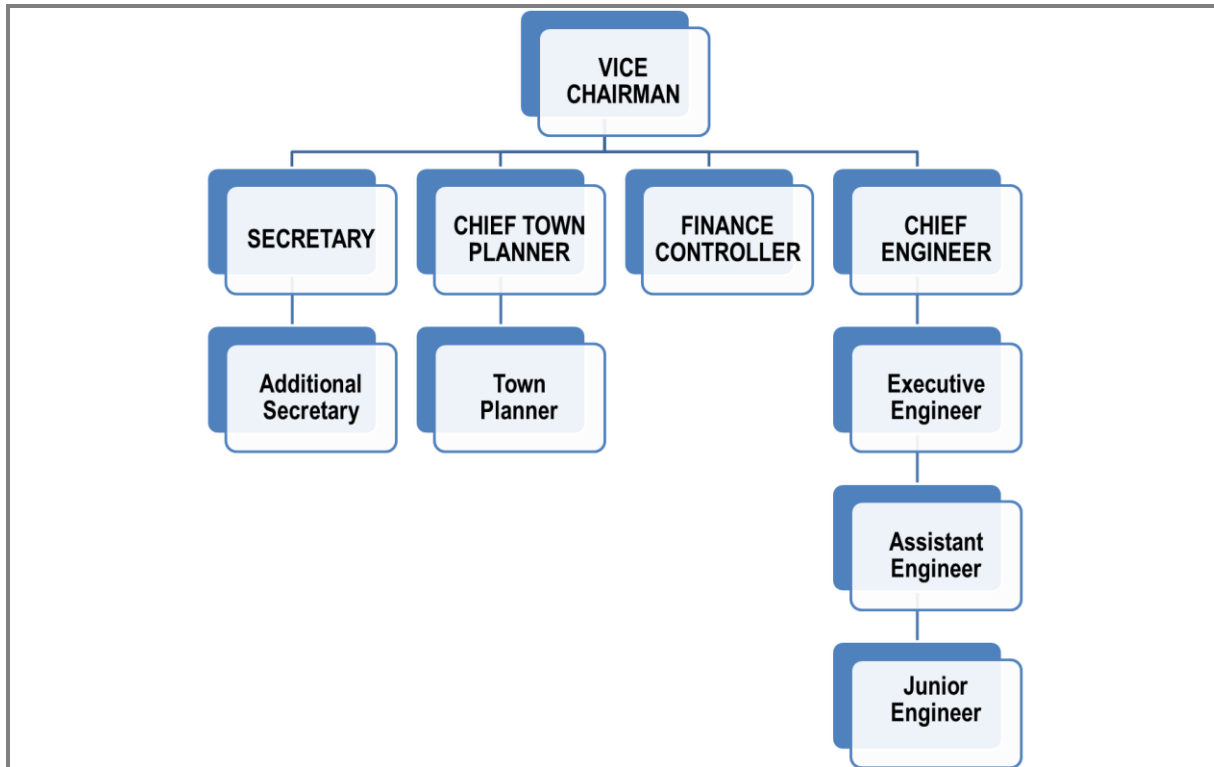 VICE
CHAIRMAN
SECRETARY
CHIEF TOWN
PLANNER
FINANCE
CONTROLLER
CHIEF
ENGINEER
Additional
Secretary
Town
Planner
Executive
Engineer
Assistant
Engineer
Junior
Engineer